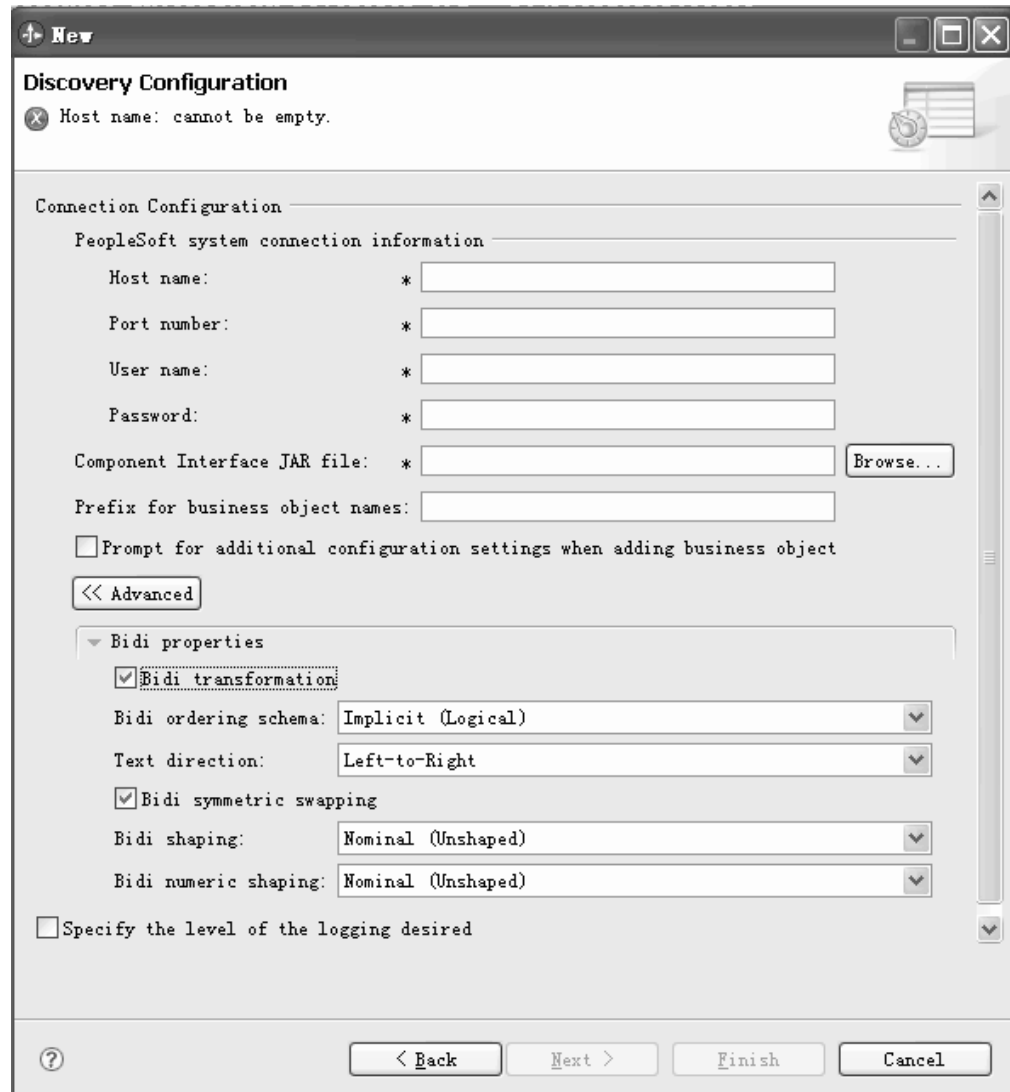 New
Discovery Configuration
Host name: cannot be empty.
Connection Configuration
PeopleSoft system connection information
Host name: *
Port number: *
User name: *
Password: *
Component Interface JAR file: * Browse...
Prefix for business object names:
Prompt for additional configuration settings when adding business object
<< Advanced
Bidi properties
Bidi transformation
Bidi ordering schema: Implicit (Logical)
Text direction: Left-to-Right
Bidi symmetric swapping
Bidi shaping: Nominal (Unshaped)
Bidi numeric shaping: Nominal (Unshaped)
Specify the level of the logging desired
? < Back Next > Finish Cancel